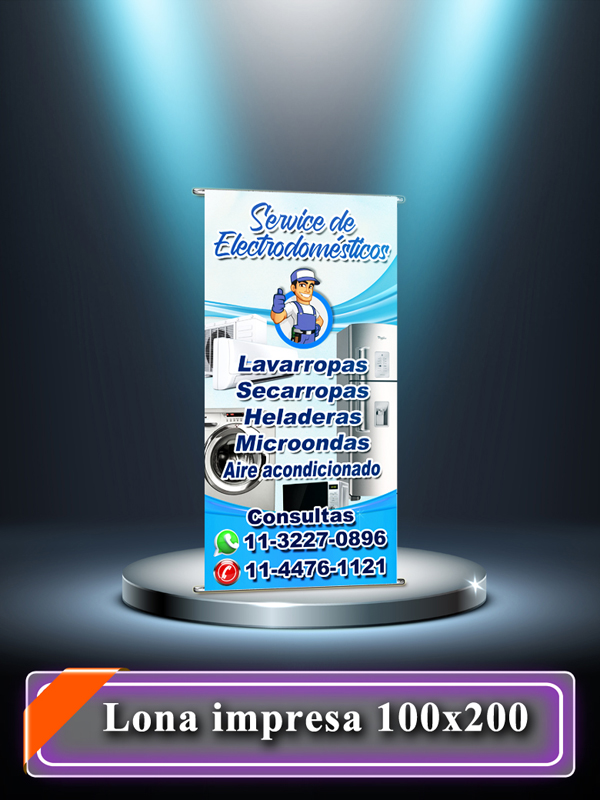 Service de
Electrodomésticos
Lavarropas
Secarropas
Heladeras
Microondas
Aire acondicionado
Consultas
11-3227-0896
11-4476-1121
Lona impresa 100x200